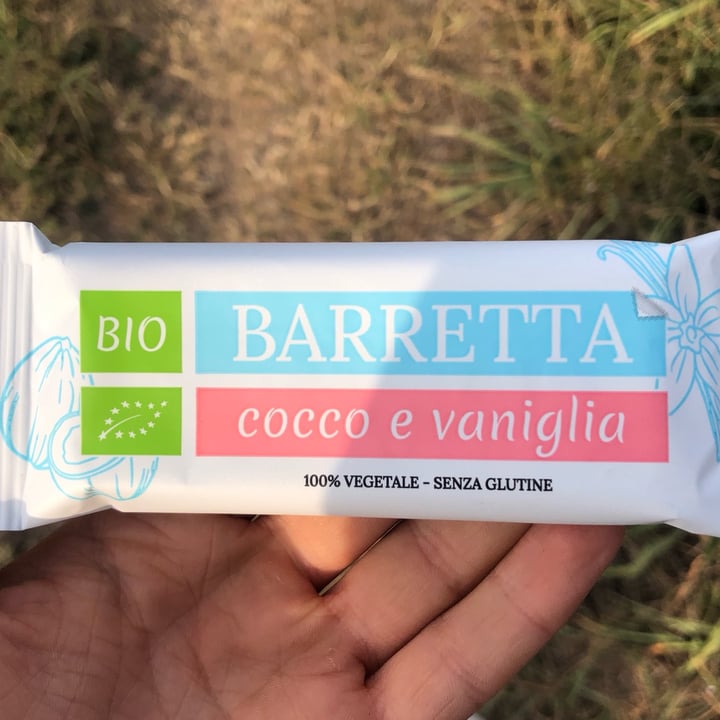 BIO
BARRETTA
cocco e vaniglia
100% VEGETALE - SENZA GLUTINE